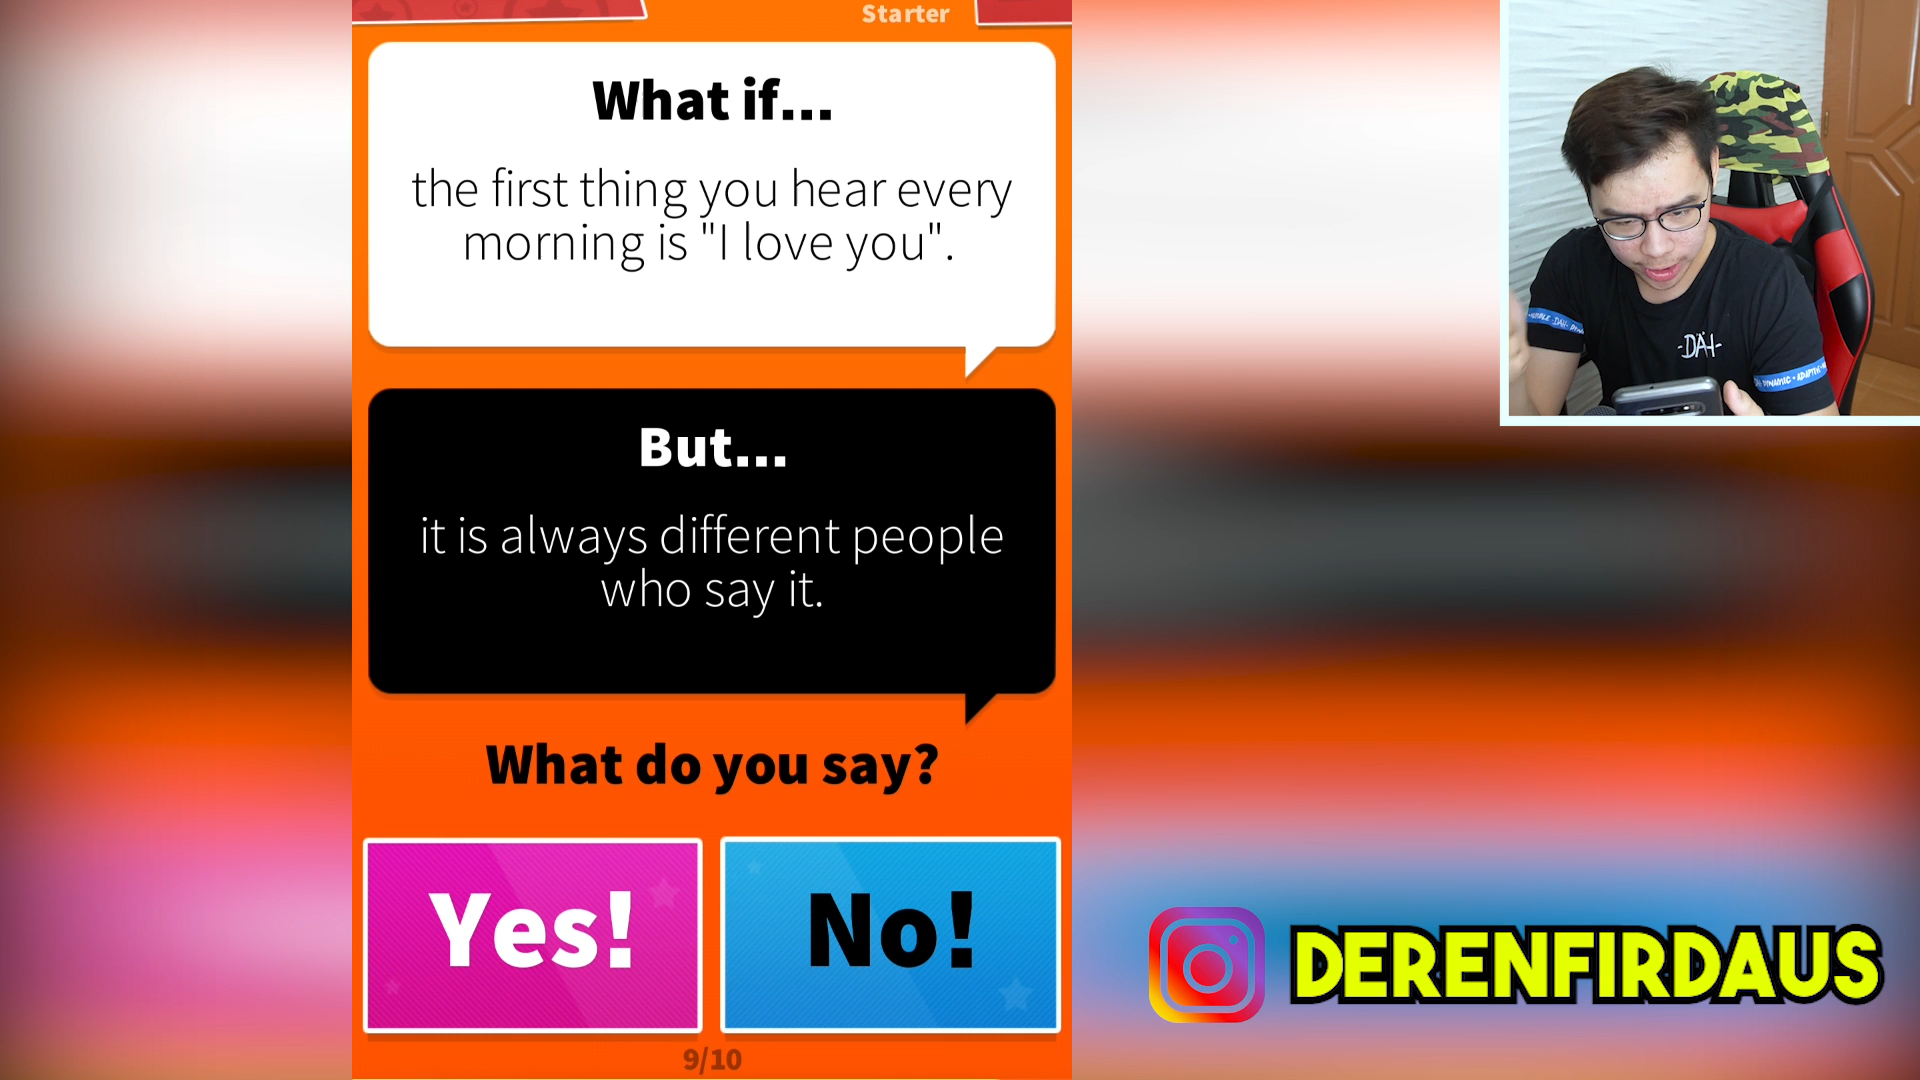 Starter
What if...
the first thing you hear every
morning is "I love you".
But...
it is always different people
who say it.
What do you say?
Yes!
No!
9/10
-DAH-
DERENFIRDAUS